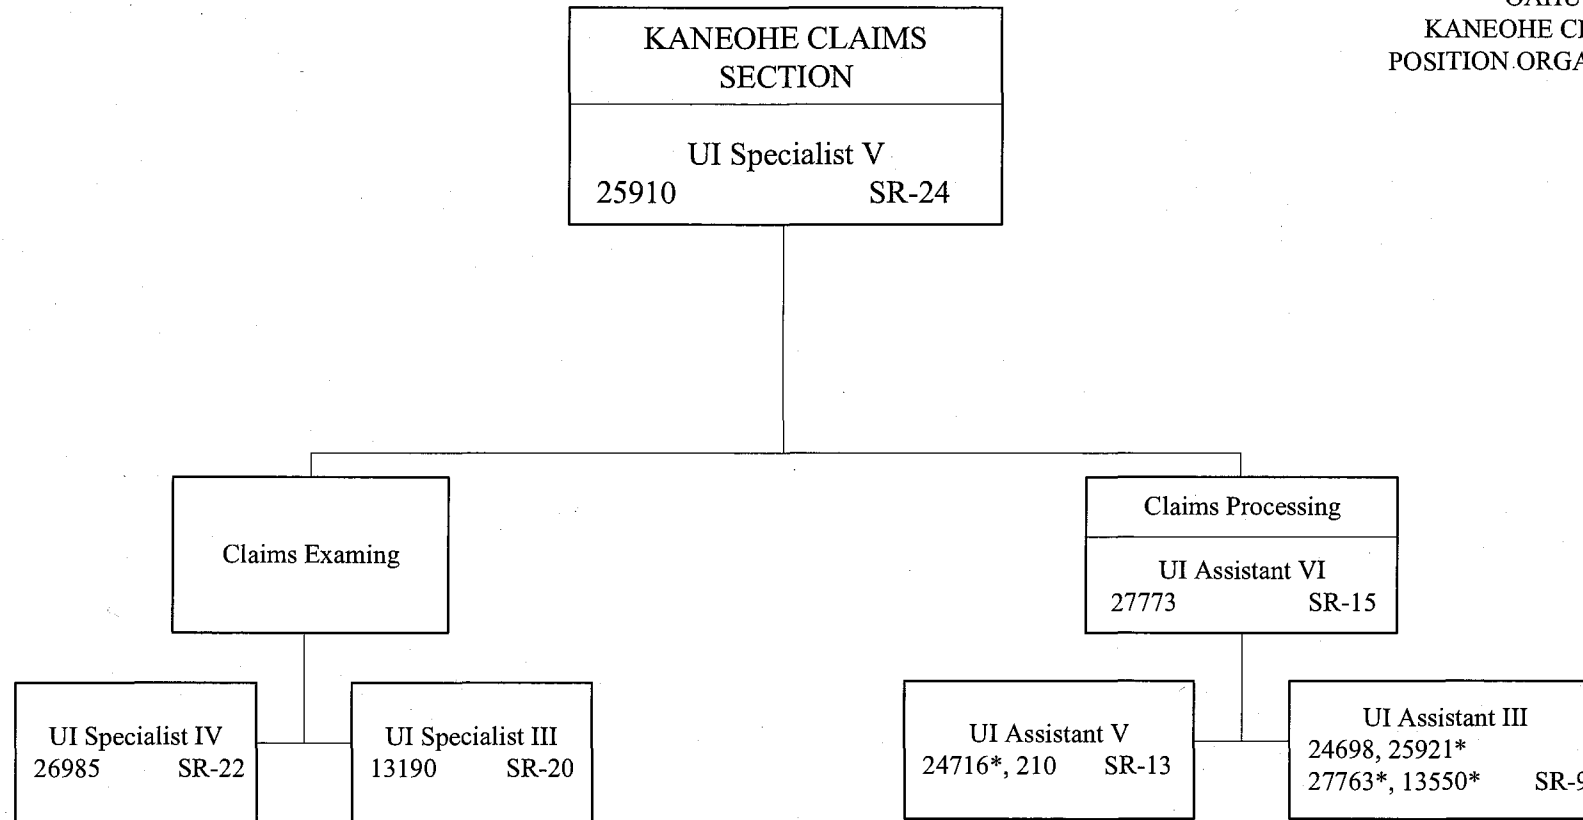 KANEOHE
POSITION ORGA
KANEOHE CLAIMS
SECTION
UI Specialist V
25910 SR-24
Claims Examing
Claims Processing
UI Assistant VI
27773 SR-15
UI Specialist IV
26985 SR-22
UI Specialist III
13190 SR-20
UI Assistant V
24716*, 210 SR-13
UI Assistant III
24698, 25921*
27763*, 13550* SR-9